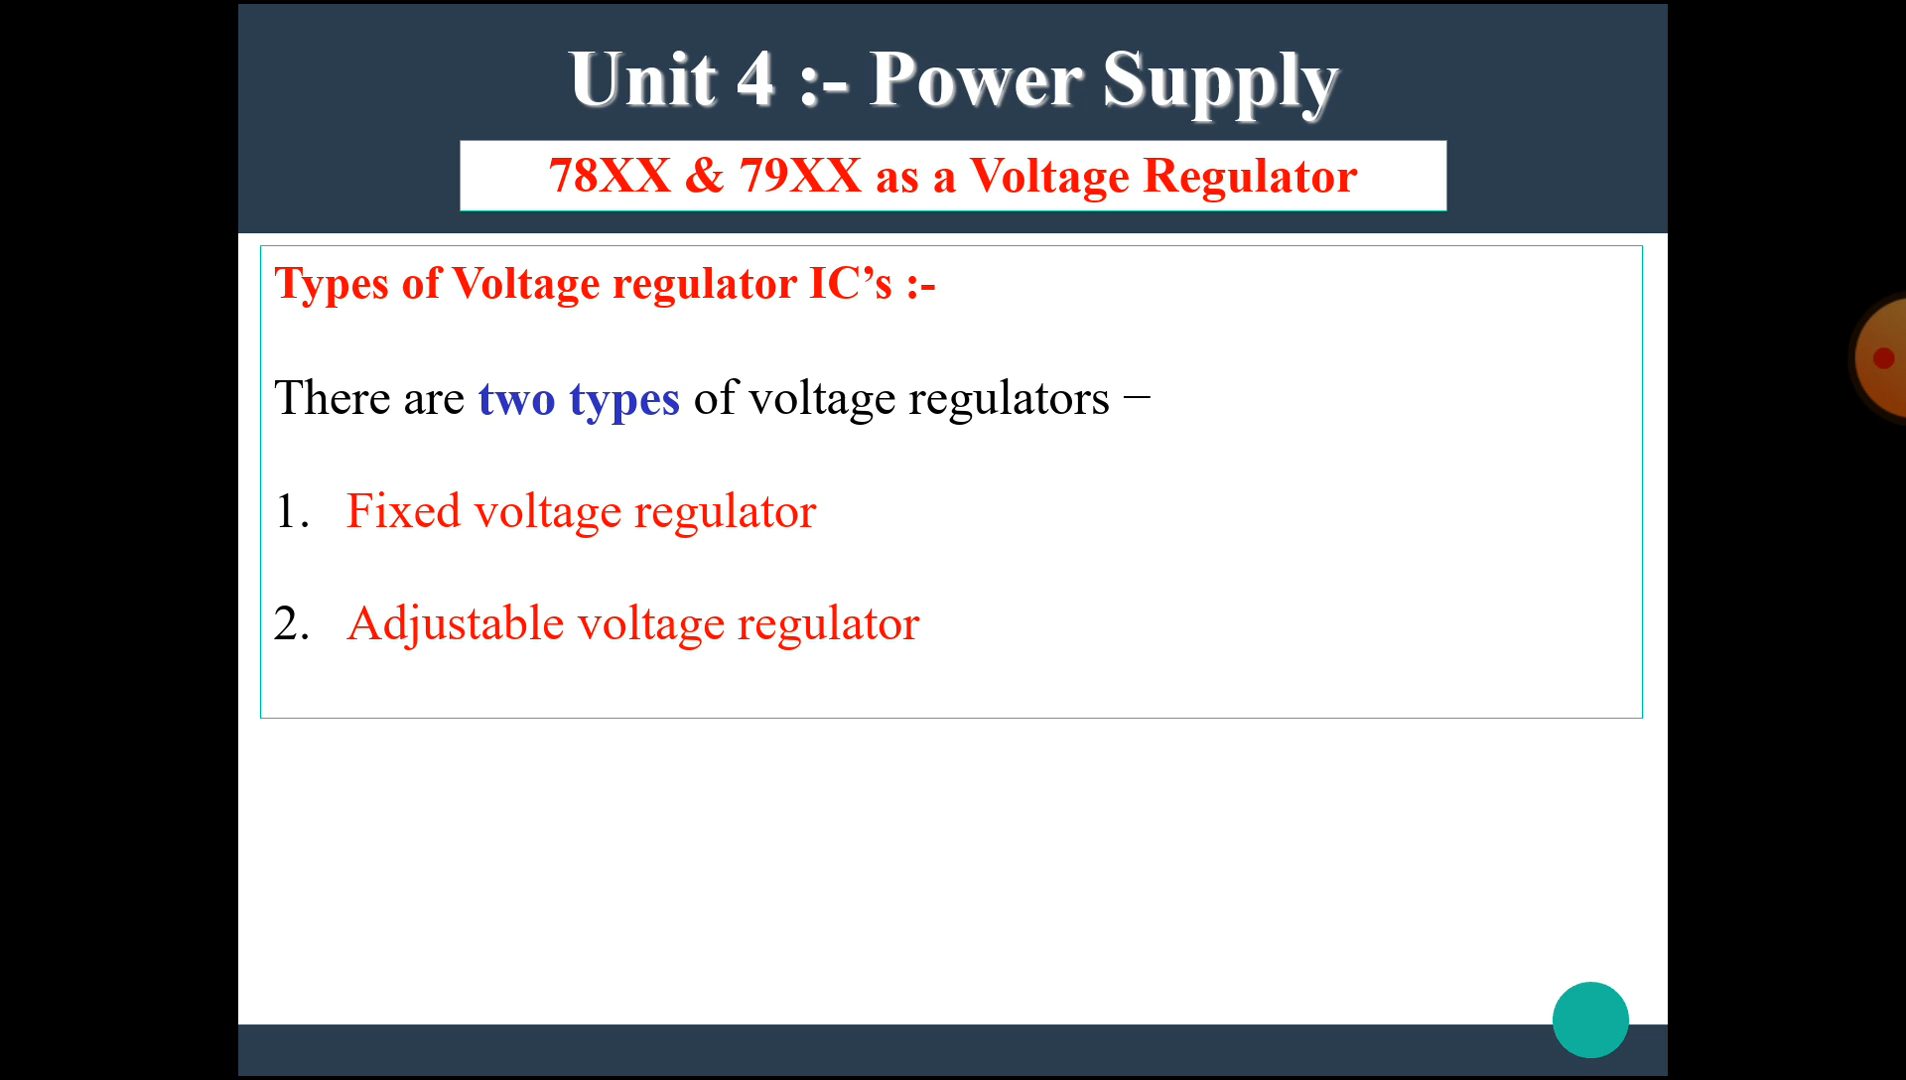 Unit 4 :- Power Supply
78XX & 79XX as a Voltage Regulator
Types of Voltage regulator IC’s :-
There are two types of voltage regulators −
1. Fixed voltage regulator
2. Adjustable voltage regulator